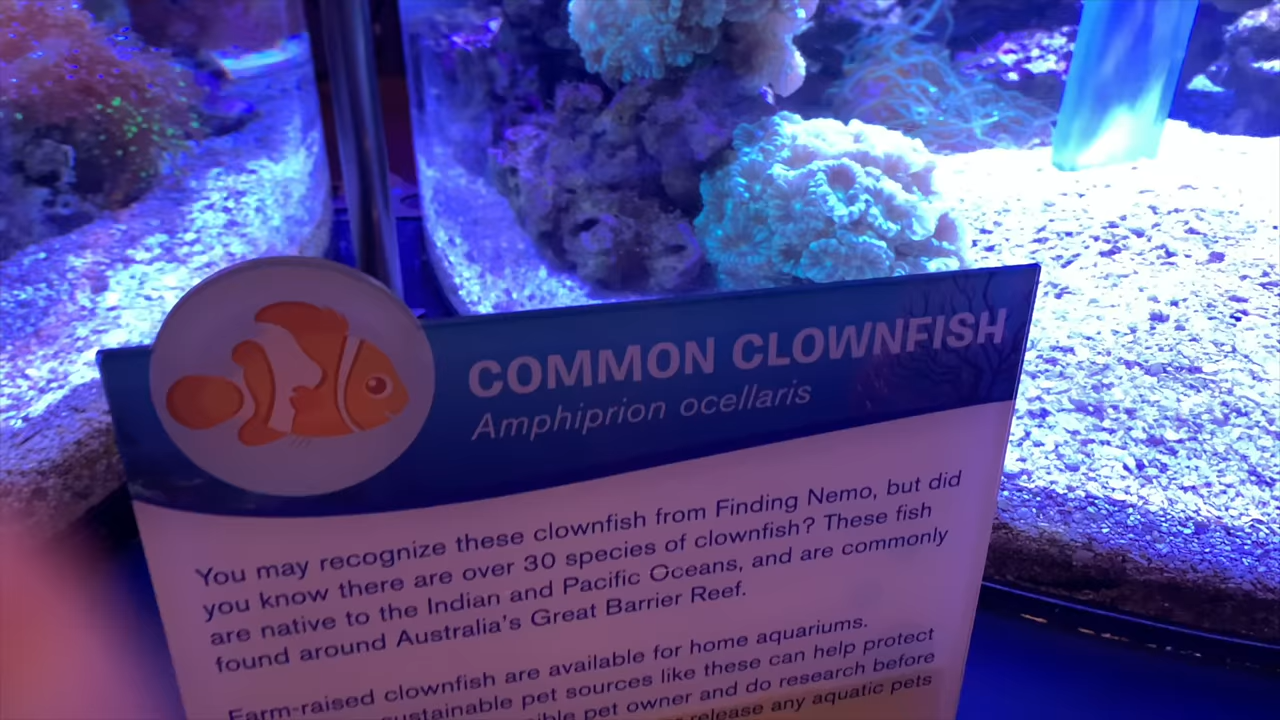 COMMON CLOWNFISH
Amphiprion ocellaris
You may recognize these clownfish from Finding Nemo, but did
you know there are over 30 species of clownfish? These fish
are native to the Indian and Pacific Oceans, and are commonly
found around Australia's Great Barrier Reef.
Farm-raised clownfish are available for home aquariums.
sustainable pet sources like these can help protect
pet owner and do research before
release any aquatic pets